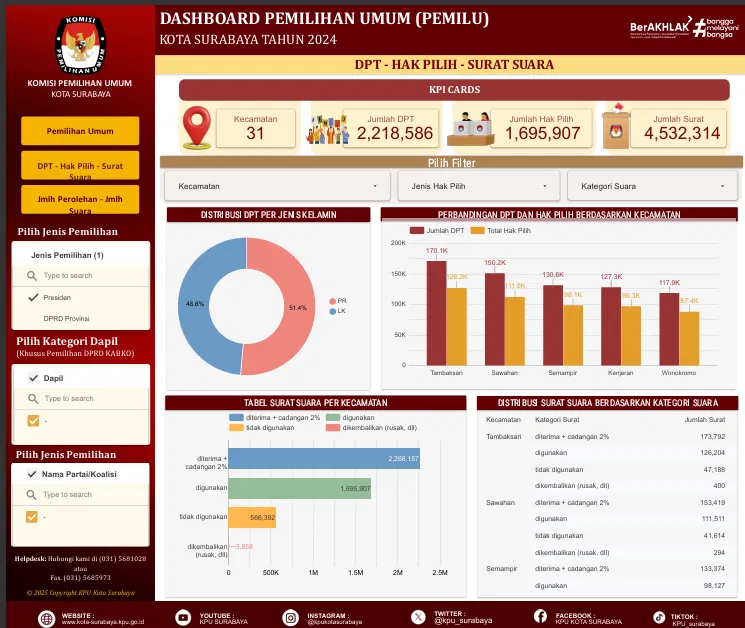 KOMISI
PEMILIHAN UMUM
KOMISI PEMILIHAN UMUM
KOTA SURABAYA
Pemilihan Umum
DPT - Hak Pilih - Surat
Suara
Jmlh Perolehan - Jmlh
Suara
Pilih Jenis Pemilihan
Jenis Pemilihan (1)
Type to search
Presiden
DPRD Provinsi
Pilih Kategori Dapil
(Khusus Pemilihan DPRD KABKO)
Dapil
Type to search
-
Pilih Jenis Pemilihan
Nama Partai/Koalisi
Type to search
-
Helpdesk: Hubungi kami di (031) 5681028
atau
Fax. (031) 5685973
© 2025 Copyright KPU Kota Surabaya
DASHBOARD PEMILIHAN UMUM (PEMILU)
KOTA SURABAYA TAHUN 2024
BerAKHLAK
#bangga
melayani
bangsa
DPT - HAK PILIH - SURAT SUARA
KPI CARDS
Kecamatan
31
Jumlah DPT
2,218,586
Jumlah Hak Pilih
1,695,907
Jumlah Surat
4,532,314
Pilih Filter
Kecamatan
Jenis Hak Pilih
Kategori Suara
DISTRIBUSI DPT PER JENIS KELAMIN
48.6%
51.4%
PR
LK
PERBANDINGAN DPT DAN HAK PILIH BERDASARKAN KECAMATAN
Jumlah DPT Total Hak Pilih
200K
150K
100K
50K
0
170.1K 126.2K 150.2K 111.5K 130.6K 98.1K 127.3K 96.3K 117.9K 87.4K
Tambaksari Sawahan Semampir Kenjeran Wonokromo
TABEL SURAT SUARA PER KECAMATAN
diterima + cadangan 2% digunakan
tidak digunakan dikembalikan (rusak, dll)
diterima +
cadangan 2%
2,266,157
digunakan
1,695,907
tidak digunakan
566,392
dikembalikan
(rusak, dll)
3,858
0 500K 1M 1.5M 2M 2.5M
DISTRIBUSI SURAT SUARA BERDASARKAN KATEGORI SUARA
Kecamatan Kategori Surat Jumlah Surat
Tambaksari diterima + cadangan 2% 173,792
digunakan 126,204
tidak digunakan 47,188
dikembalikan (rusak, dll) 400
Sawahan diterima + cadangan 2% 153,419
digunakan 111,511
tidak digunakan 41,614
dikembalikan (rusak, dll) 294
Semampir diterima + cadangan 2% 133,374
digunakan 98,127
WEBSITE :
www.kota-surabaya.kpu.go.id
YOUTUBE :
KPU SURABAYA
INSTAGRAM :
@kpukotasurabaya
TWITTER :
@kpu_surabaya
FACEBOOK :
KPU KOTA SURABAYA
TIKTOK :
KPU_surabaya